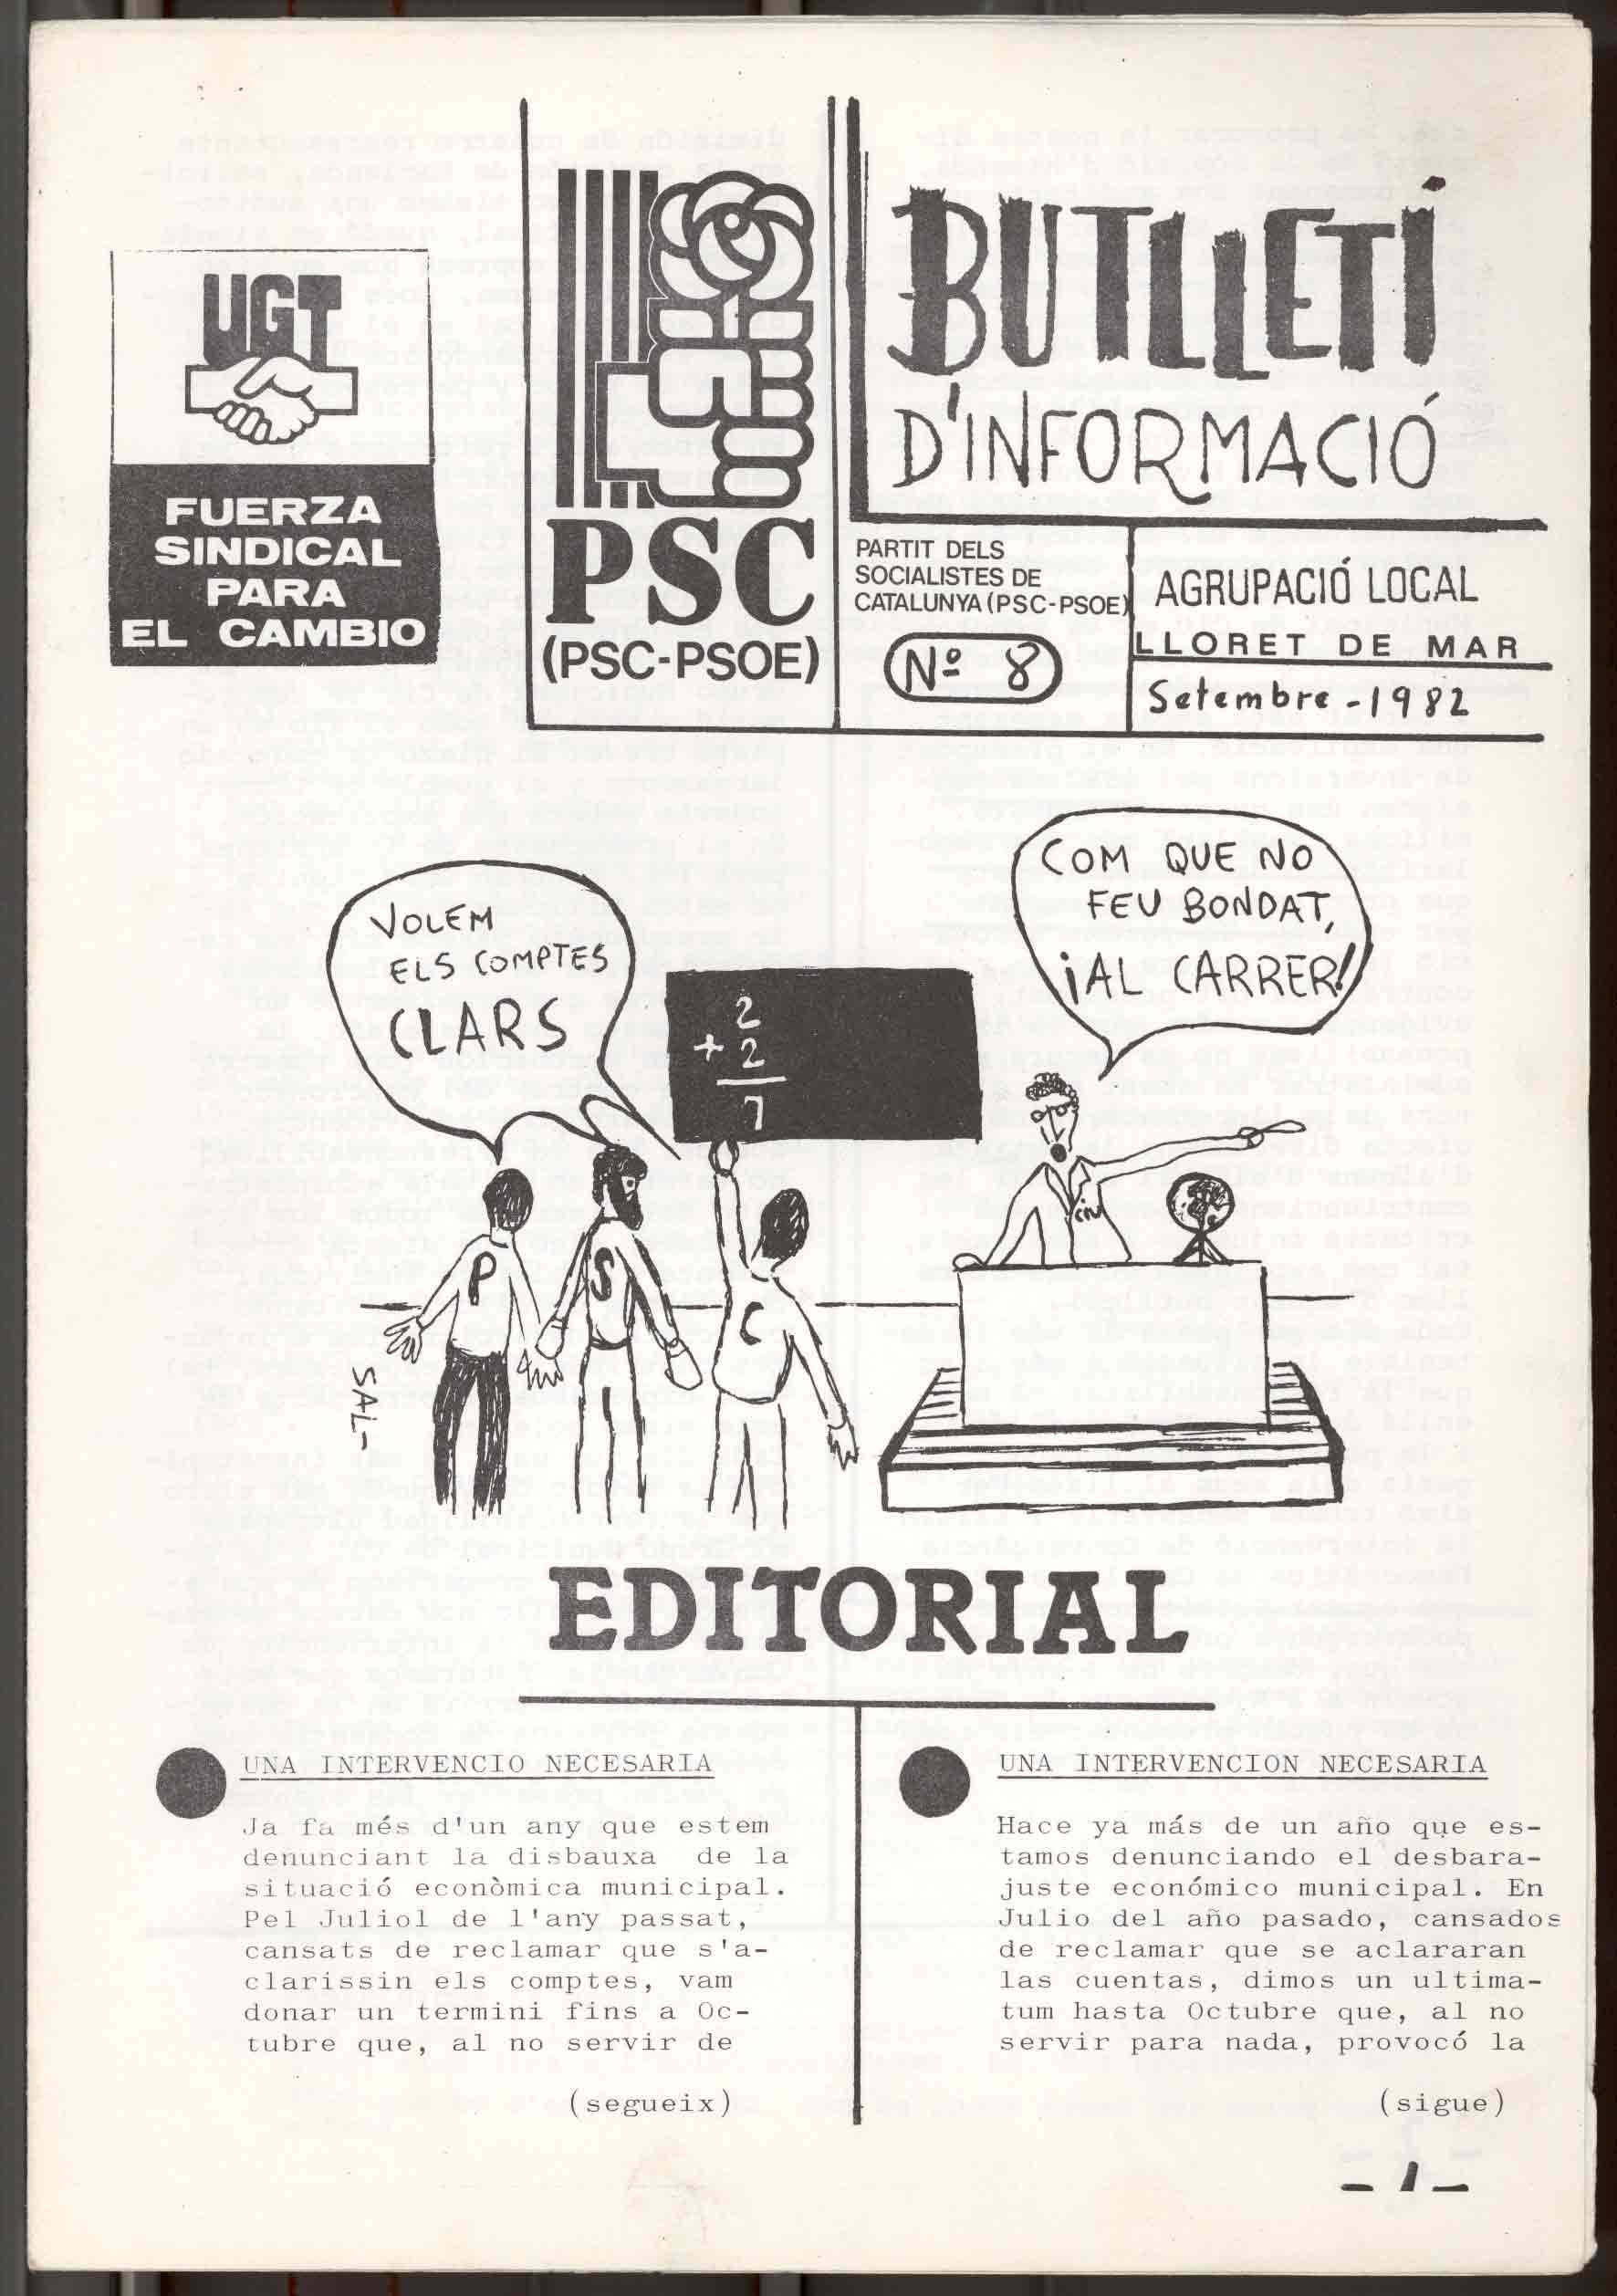 UGT
FUERZA
SINDICAL
PARA
EL CAMBIO
PSC
(PSC-PSOE)
BUTLLETÍ
D'INFORMACIÓ
PARTIT DELS
SOCIALISTES DE
CATALUNYA (PSC-PSOE)
Nº 8
AGRUPACIÓ LOCAL
LLORET DE MAR
Setembre - 1982
VOLEM
ELS COMPTES
CLARS
COM QUE NO
FEU BONDAT,
¡AL CARRER!
2
+ 2
7
P
S
C
CIU
SAL-
EDITORIAL
UNA INTERVENCIO NECESARIA
Ja fa més d'un any que estem
denunciant la disbauxa de la
situació econòmica municipal.
Pel Juliol de l'any passat,
cansats de reclamar que s'a-
clarissin els comptes, vam
donar un termini fins a Oc-
tubre que, al no servir de
(segueix)
UNA INTERVENCION NECESARIA
Hace ya más de un año que es-
tamos denunciando el desbara-
juste económico municipal. En
Julio del año pasado, cansados
de reclamar que se aclararan
las cuentas, dimos un ultima-
tum hasta Octubre que, al no
servir para nada, provocó la
(sigue)
- 1 -